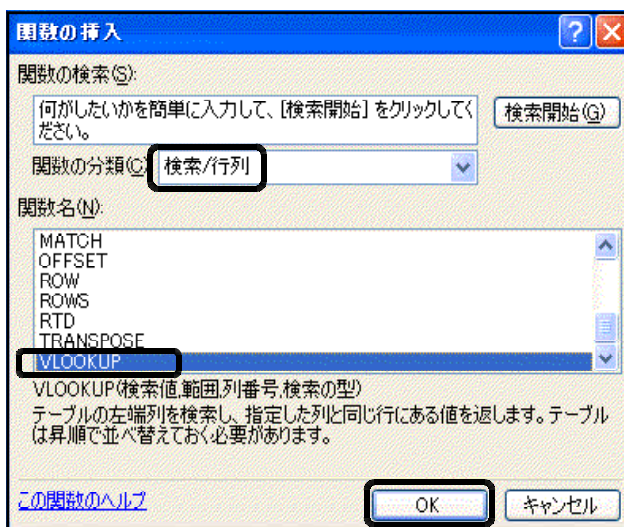 関数の挿入
関数の検索(S):
何がしたいかを簡単に入力して、[検索開始] をクリックしてく
ださい。
検索開始(G)
関数の分類(C):
検索/行列
関数名(N):
MATCH
OFFSET
ROW
ROWS
RTD
TRANSPOSE
VLOOKUP
VLOOKUP(検索値,範囲,列番号,検索の型)
テーブルの左端列を検索し、指定した列と同じ行にある値を返します。テーブル
は昇順で並べ替えておく必要があります。
この関数のヘルプ
OK
キャンセル